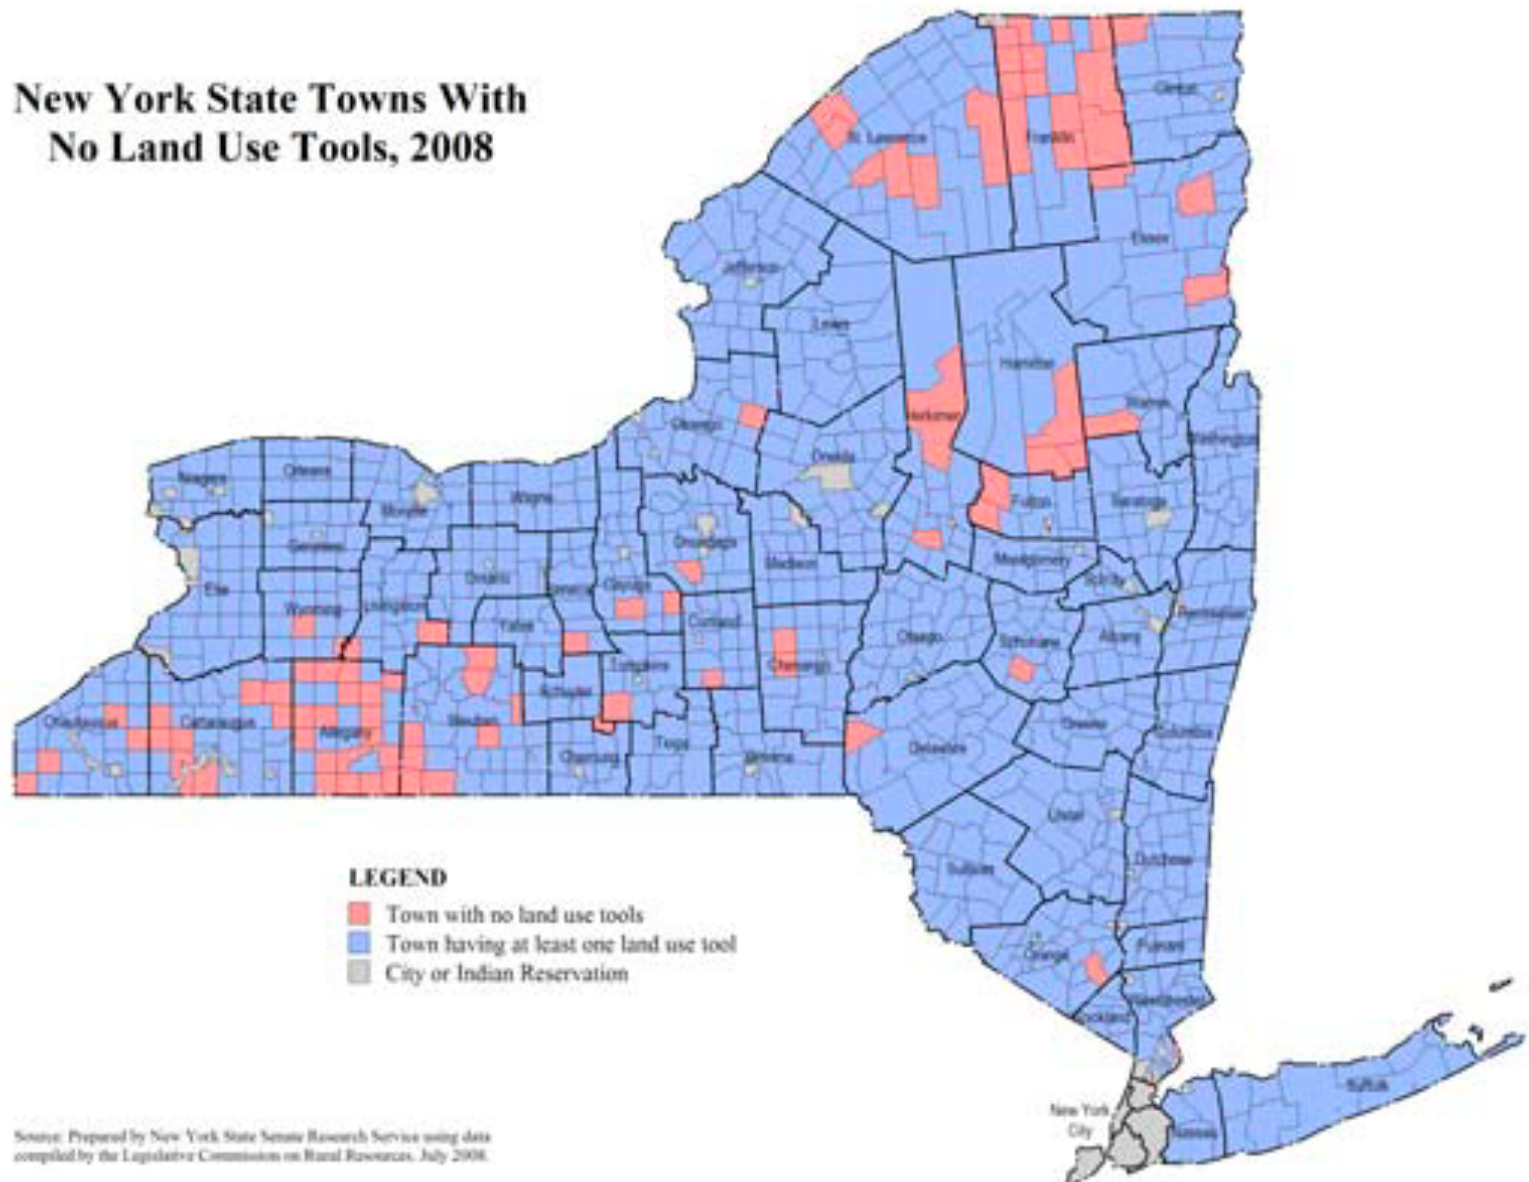 New York State Towns With
No Land Use Tools, 2008
Clinton
St. Lawrence
Franklin
Essex
Jefferson
Lewis
Hamilton
Herkimer
Warren
Washington
Oswego
Oneida
Niagara
Orleans
Monroe
Wayne
Fulton
Saratoga
Genesee
Onondaga
Madison
Montgomery
Erie
Ontario
Seneca
Cayuga
Wyoming
Livingston
Yates
Cortland
Otsego
Schoharie
Albany
Rensselaer
Chenango
Tompkins
Schuyler
Chautauqua
Cattaraugus
Allegany
Steuben
Chemung
Tioga
Broome
Delaware
Greene
Columbia
Ulster
Sullivan
Dutchess
Orange
Putnam
Westchester
Rockland
LEGEND
Town with no land use tools
Town having at least one land use tool
City or Indian Reservation
Suffolk
New York
City
Nassau
Source: Prepared by New York State Senate Research Service using data
compiled by the Legislative Commission on Rural Resources. July 2008.